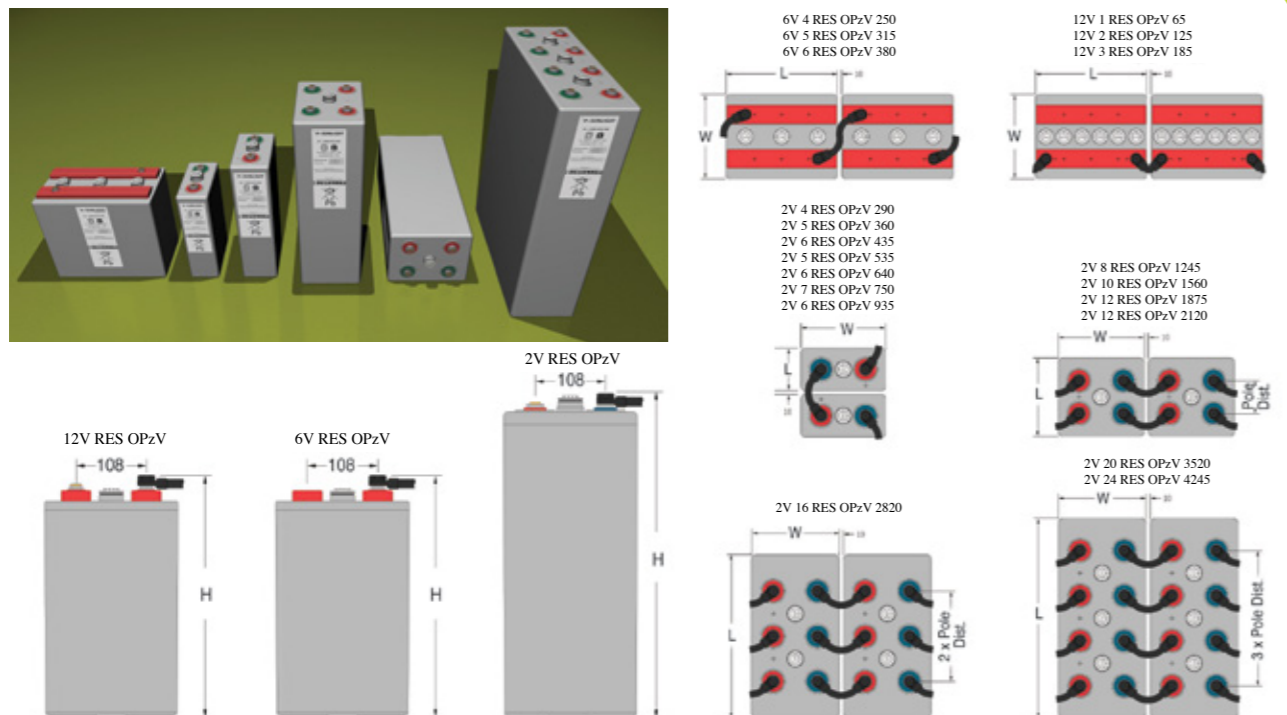 6V 4 RES OPzV 250
6V 5 RES OPzV 315
6V 6 RES OPzV 380
L
10
W
12V 1 RES OPzV 65
12V 2 RES OPzV 125
12V 3 RES OPzV 185
L
10
W
2V 4 RES OPzV 290
2V 5 RES OPzV 360
2V 6 RES OPzV 435
2V 5 RES OPzV 535
2V 6 RES OPzV 640
2V 7 RES OPzV 750
2V 6 RES OPzV 935
W
L
10
2V 8 RES OPzV 1245
2V 10 RES OPzV 1560
2V 12 RES OPzV 1875
2V 12 RES OPzV 2120
W
10
L
Pole
Dist.
12V RES OPzV
108
H
6V RES OPzV
108
H
2V RES OPzV
108
H
2V 16 RES OPzV 2820
W
10
L
2 x Pole
Dist.
2V 20 RES OPzV 3520
2V 24 RES OPzV 4245
W
10
L
3 x Pole Dist.